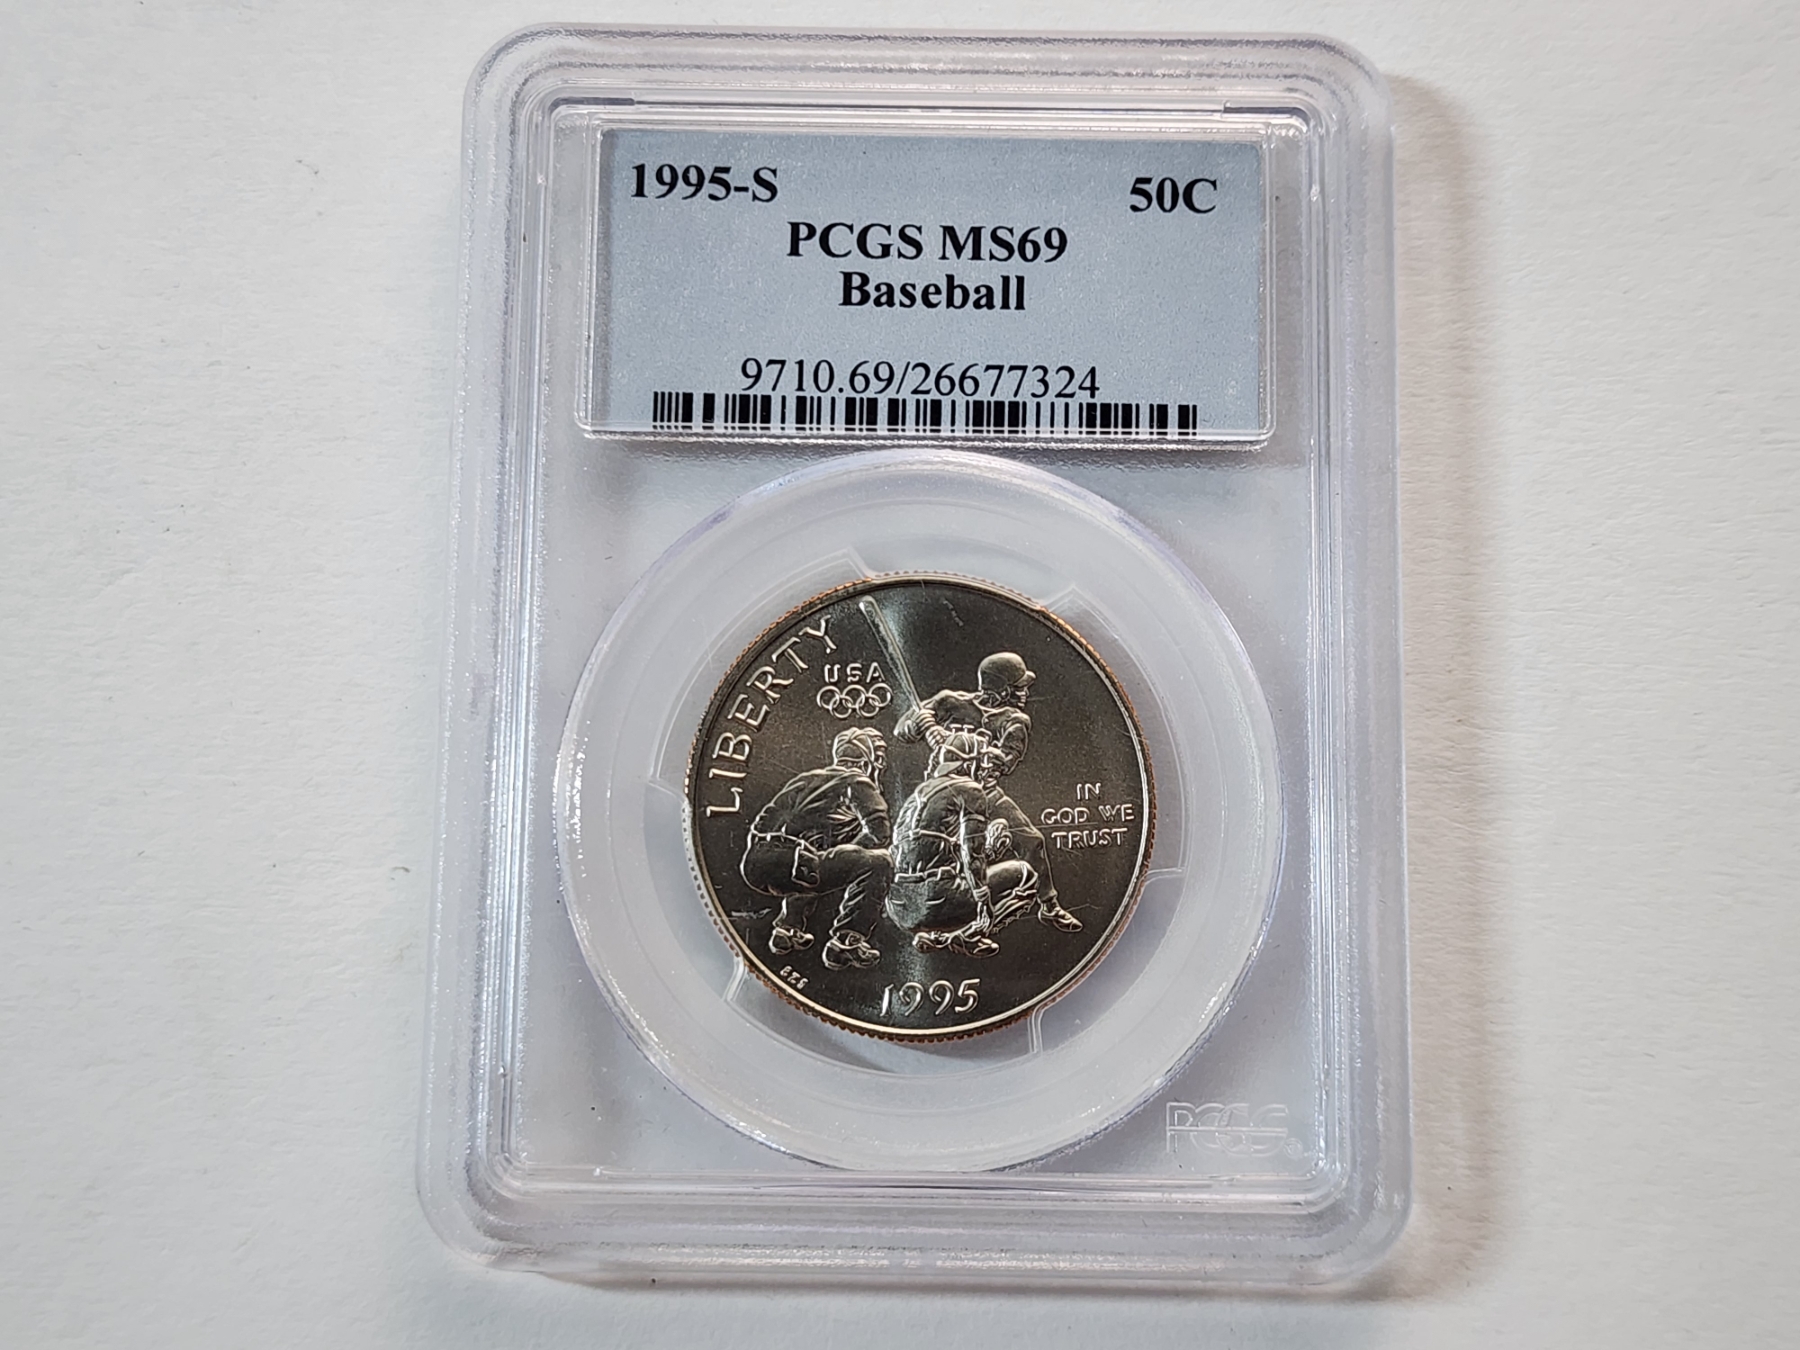 1995-S 50C
PCGS MS69
Baseball
9710.69/26677324
LIBERTY
USA
IN
GOD WE
TRUST
1995
PCGS